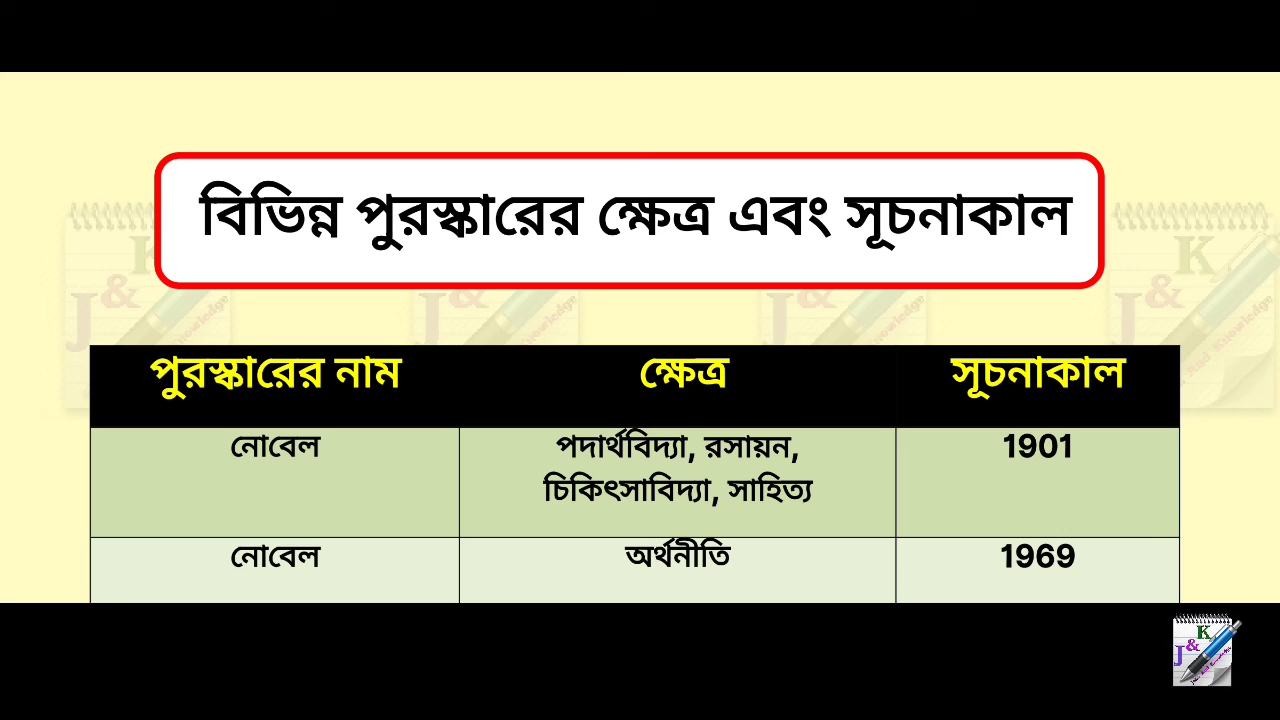 বিভিন্ন পুরস্কারের ক্ষেত্র এবং সূচনাকাল
পুরস্কারের নাম ক্ষেত্র সূচনাকাল
নোবেল পদার্থবিদ্যা, রসায়ন, 1901
চিকিৎসাবিদ্যা, সাহিত্য
নোবেল অর্থনীতি 1969
J & K